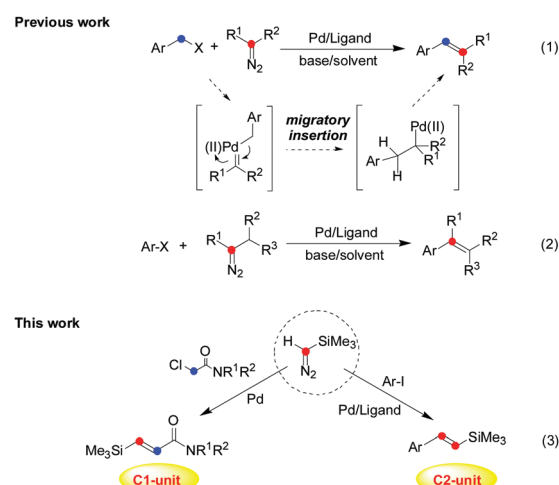 Previous work
Ar X + R¹ R² N₂ Pd/Ligand base/solvent Ar R¹ R² (1)
(II)Pd Ar R¹ R² migratory insertion Pd(II) H Ar H R² R¹
Ar-X + R¹ R² R³ N₂ Pd/Ligand base/solvent Ar R¹ R² R³ (2)
This work
Cl O NR¹R² H SiMe₃ N₂
Pd Ar-I Pd/Ligand
Me₃Si O NR¹R² Ar SiMe₃ (3)
C1-unit C2-unit